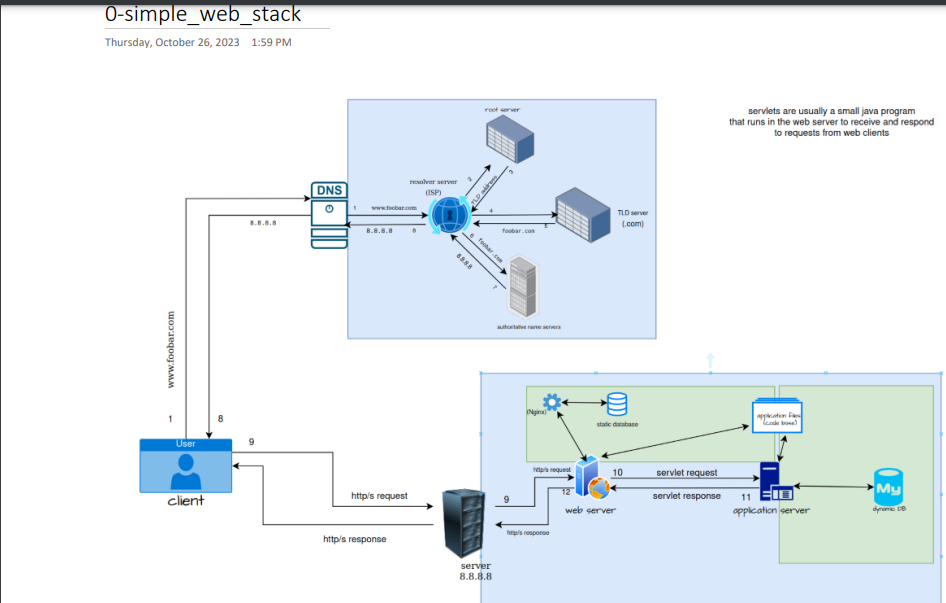 0-simple_web_stack
Thursday, October 26, 2023 1:59 PM
servlets are usually a small java program
that runs in the web server to receive and respond
to requests from web clients
root server
resolver server
(ISP)
DNS
1
www.foobar.com
8.8.8.8
8
2
TLD address
3
4
5
foobar.com
TLD server
(.com)
6
foobar.com
8.8.8.8
7
authoritative name servers
8.8.8.8
www.foobar.com
1
8
User
client
9
http/s request
http/s response
server
8.8.8.8
9
http/s request
12
http/s response
(Nginx)
static database
application files
(code base)
web server
10
servlet request
servlet response
11
application server
My
dynamic DB